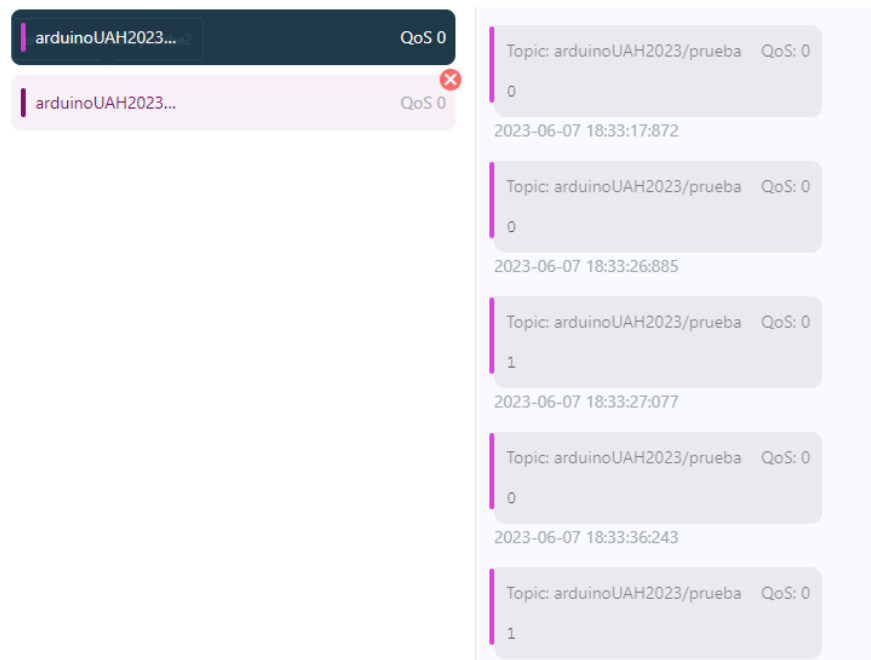 arduinoUAH2023... QoS 0
arduinoUAH2023... QoS 0
Topic: arduinoUAH2023/prueba QoS: 0
0
2023-06-07 18:33:17:872
Topic: arduinoUAH2023/prueba QoS: 0
0
2023-06-07 18:33:26:885
Topic: arduinoUAH2023/prueba QoS: 0
1
2023-06-07 18:33:27:077
Topic: arduinoUAH2023/prueba QoS: 0
0
2023-06-07 18:33:36:243
Topic: arduinoUAH2023/prueba QoS: 0
1